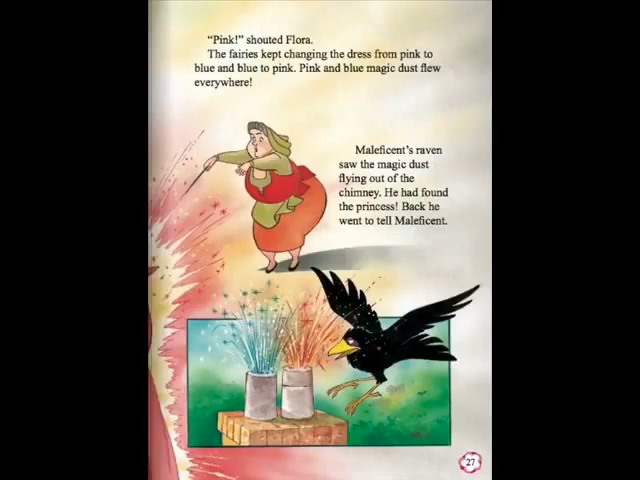 “Pink!” shouted Flora.
The fairies kept changing the dress from pink to
blue and blue to pink. Pink and blue magic dust flew
everywhere!
Maleficent’s raven
saw the magic dust
flying out of the
chimney. He had found
the princess! Back he
went to tell Maleficent.
27